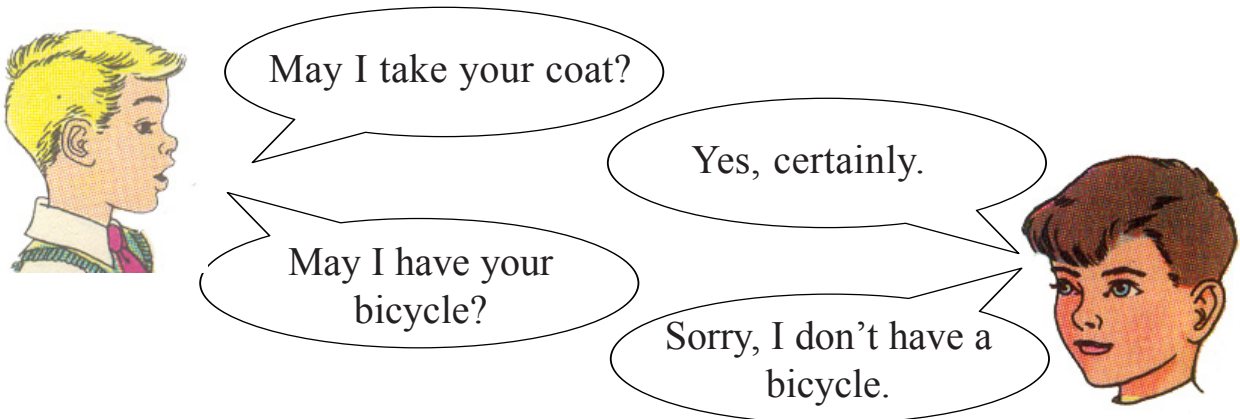 May I take your coat?
Yes, certainly.
May I have your
bicycle?
Sorry, I don’t have a
bicycle.